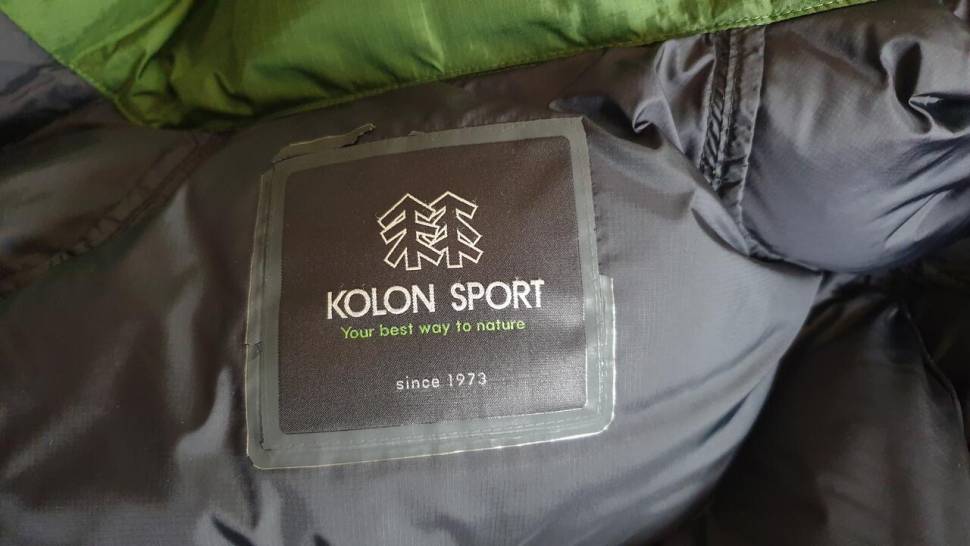 KOLON SPORT
Your best way to nature
since 1973